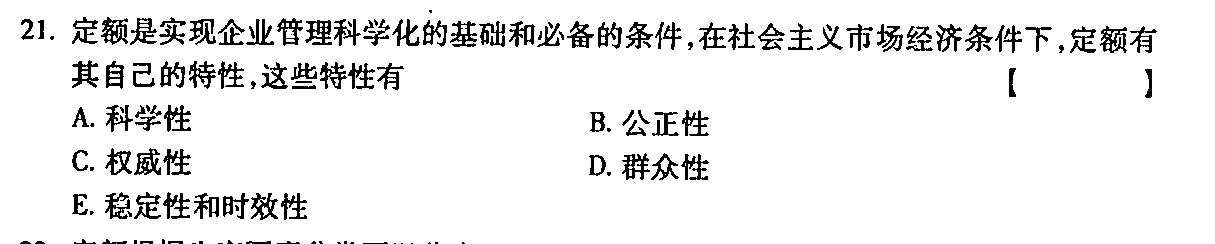 21. 定额是实现企业管理科学化的基础和必备的条件,在社会主义市场经济条件下,定额有
其自己的特性,这些特性有 【 】
A. 科学性 B. 公正性
C. 权威性 D. 群众性
E. 稳定性和时效性